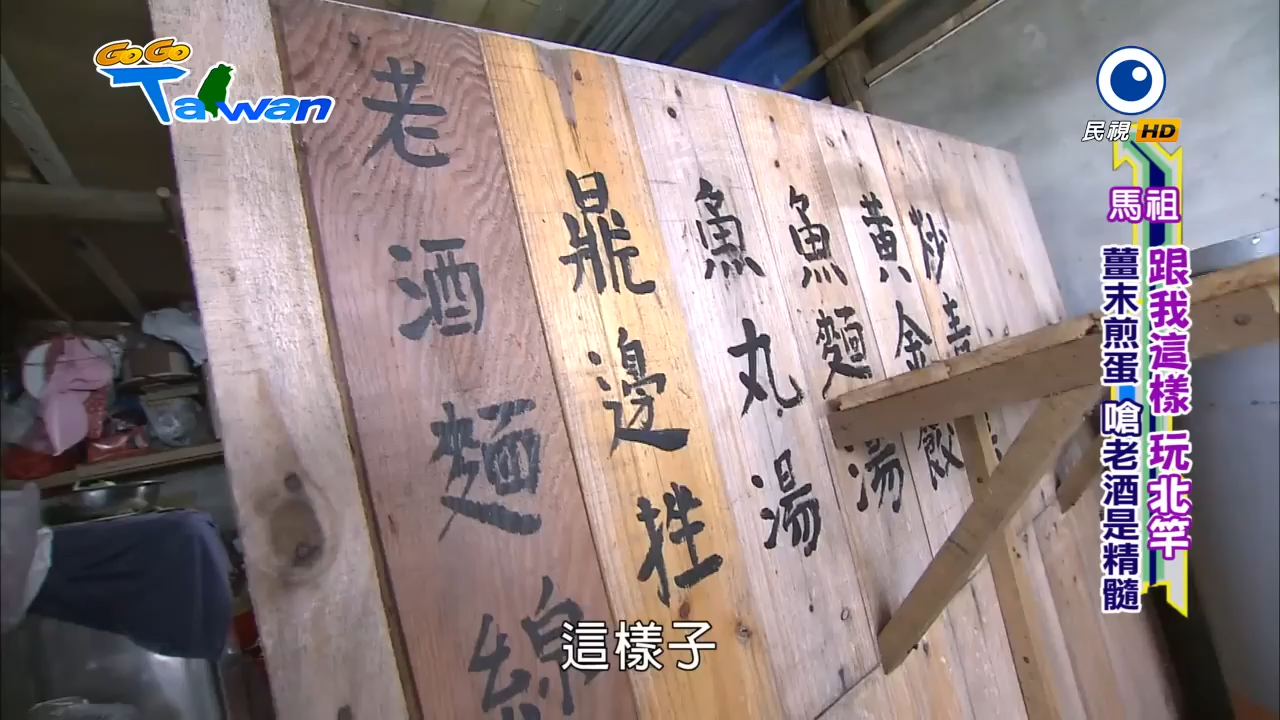 GoGo
Taiwan
民視HD
馬祖
跟我這樣 玩北竿
薑末煎蛋 嗆老酒是精髓
老酒麵線
鼎邊挫
魚丸湯
魚麵湯
黃金飯
炒
這樣子